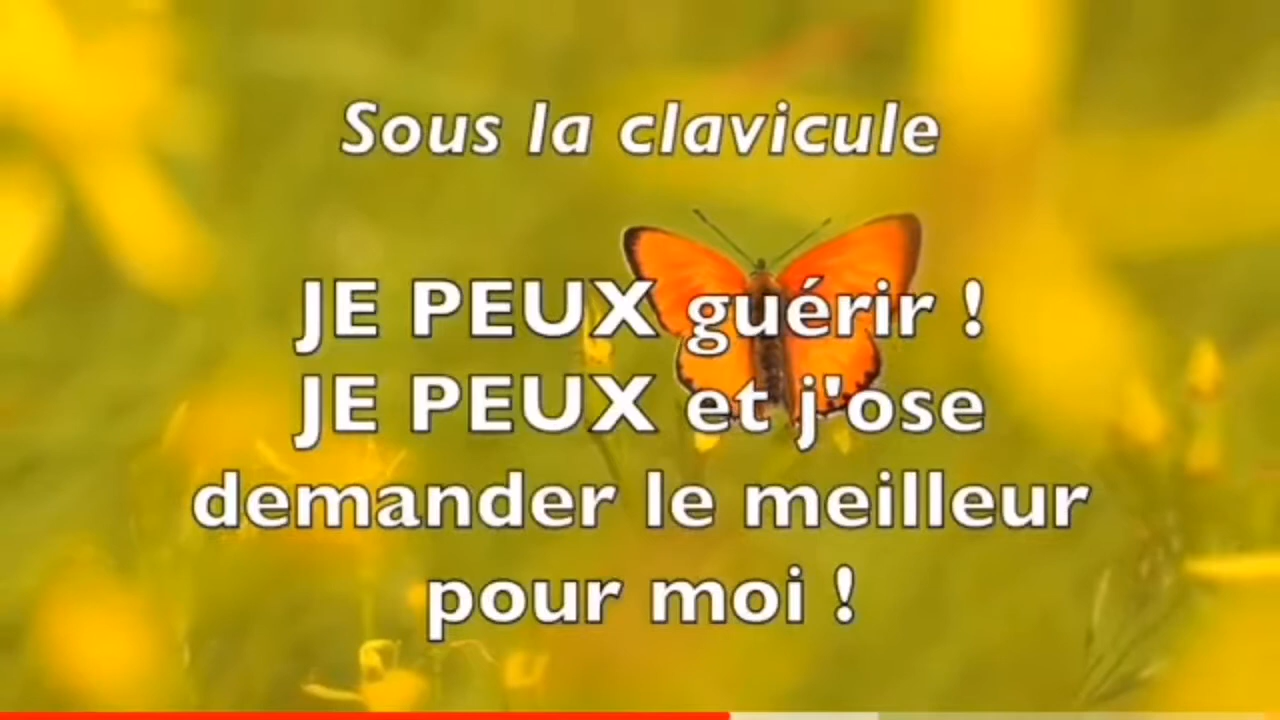 Sous la clavicule
JE PEUX guérir !
JE PEUX et j'ose
demander le meilleur
pour moi !